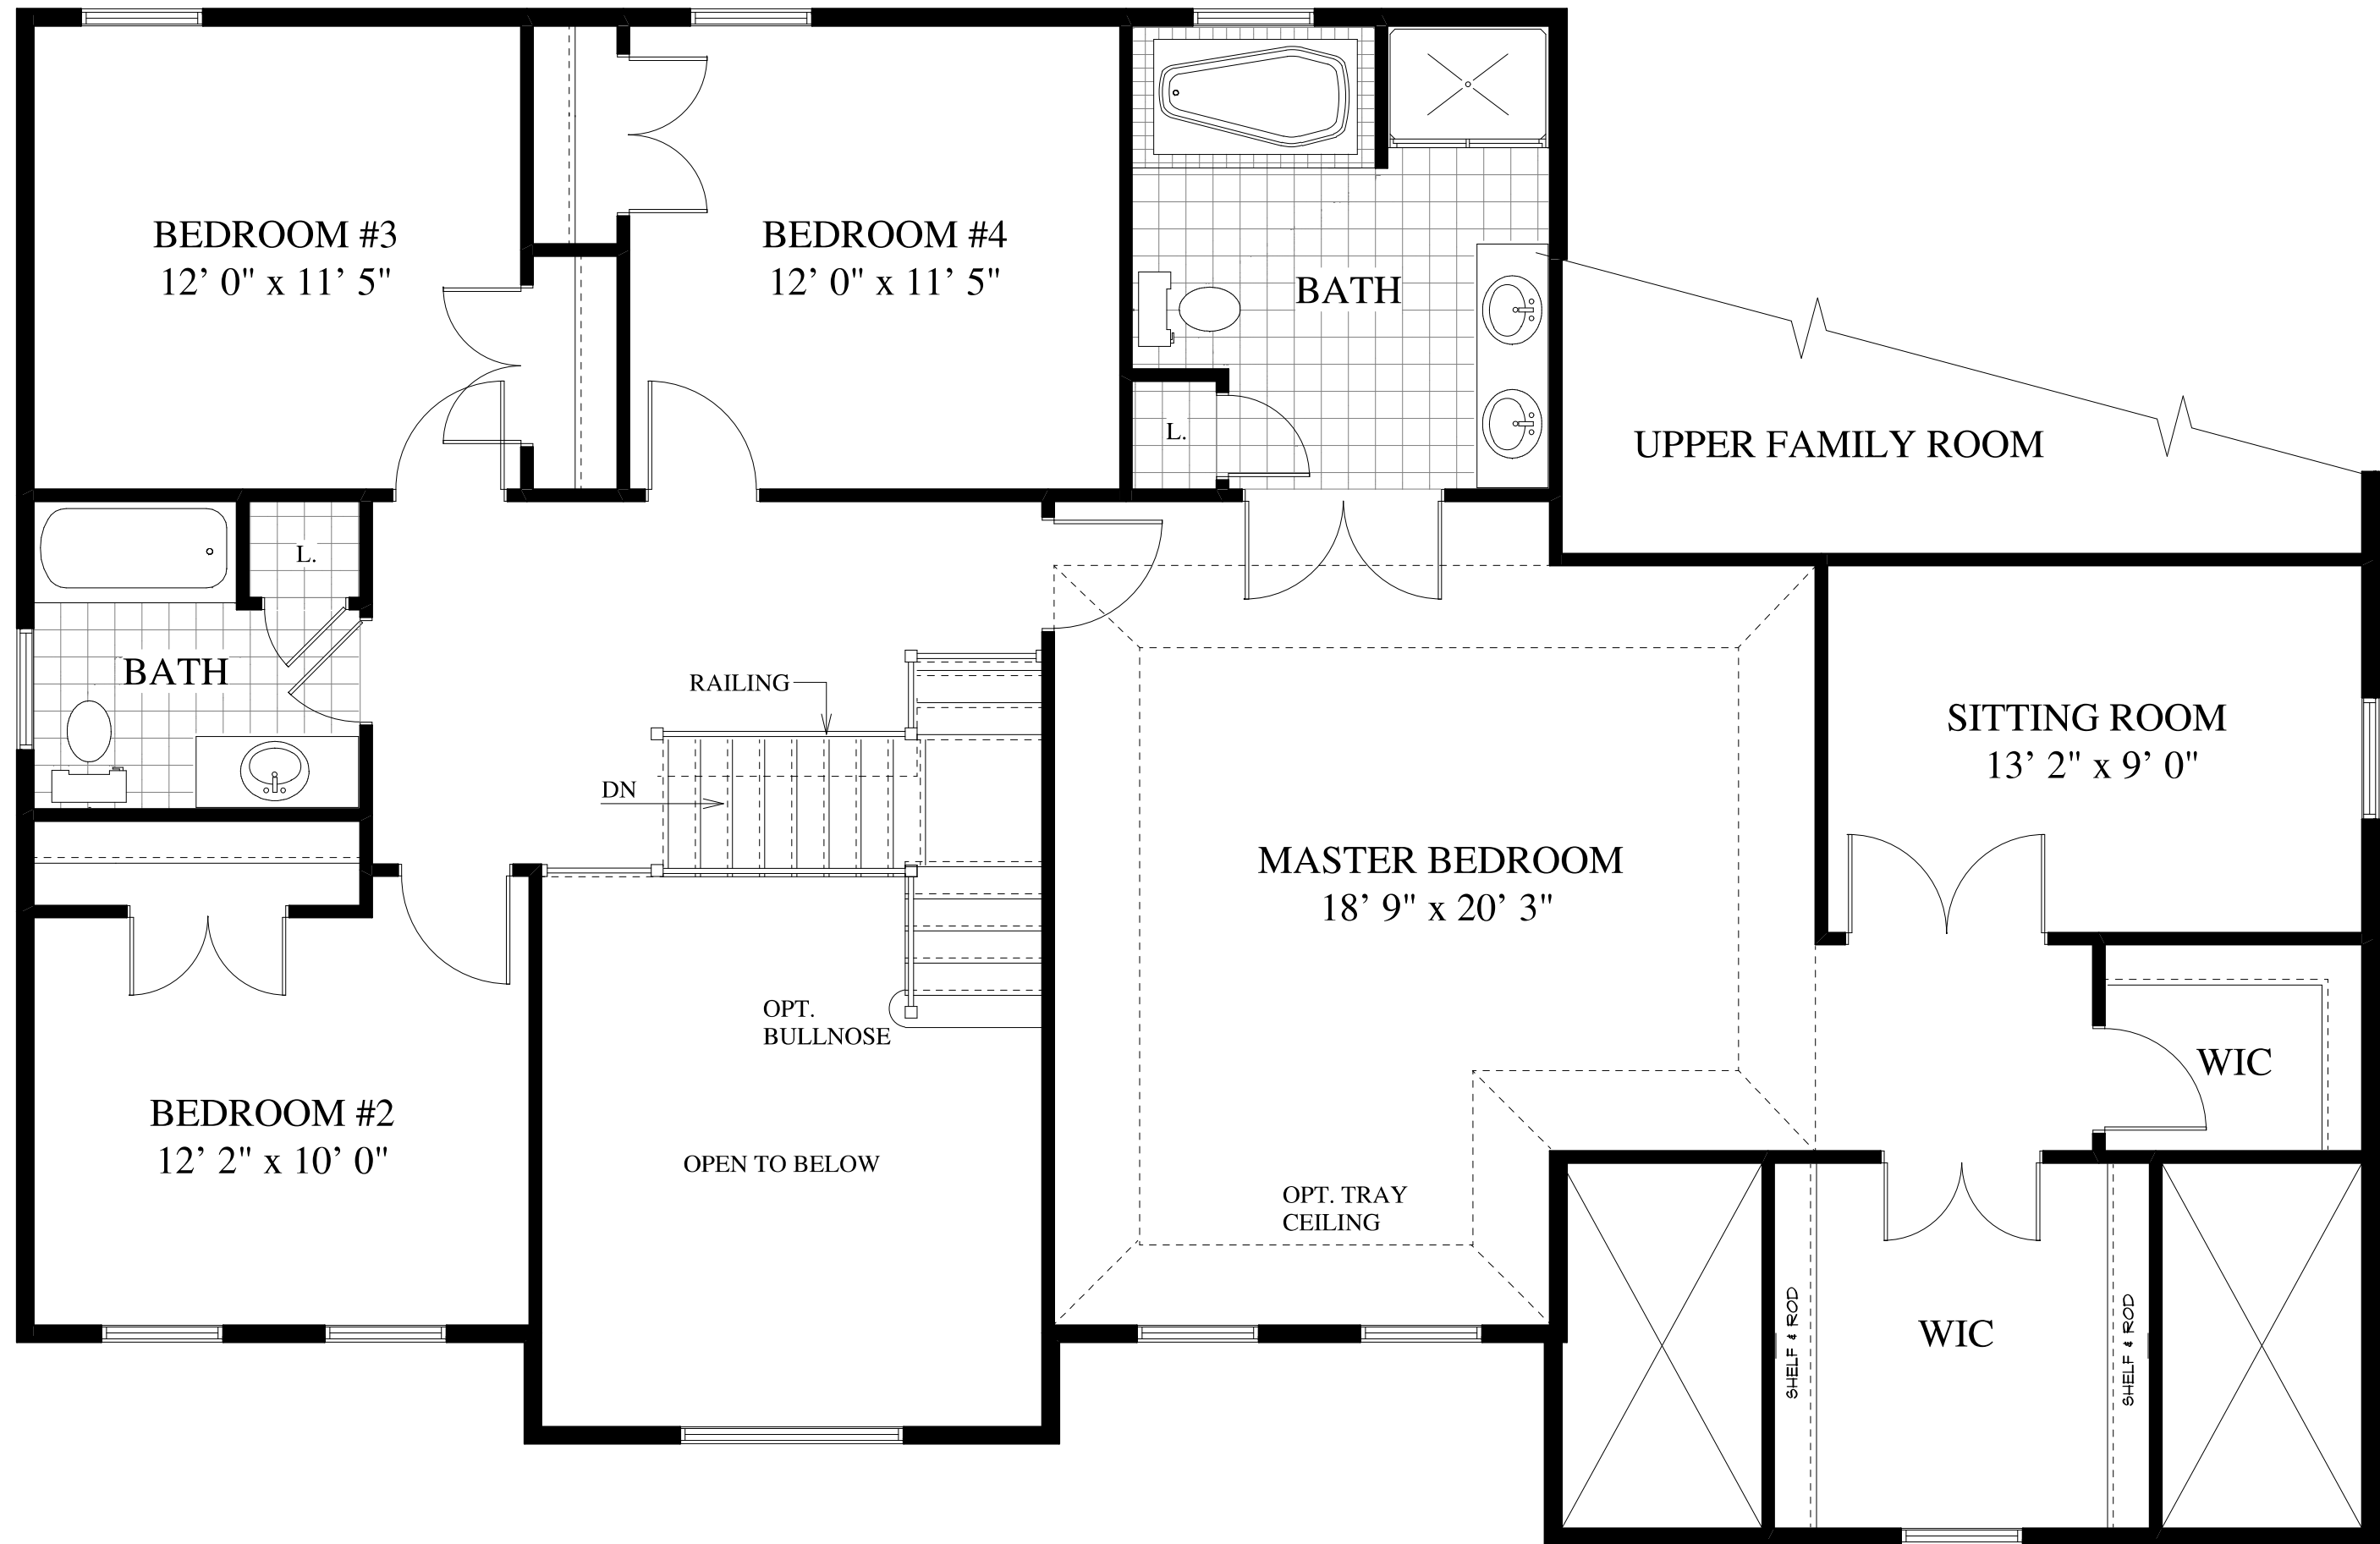 BEDROOM #3
12’ 0" x 11’ 5"
BEDROOM #4
12’ 0" x 11’ 5"
BATH
L.
UPPER FAMILY ROOM
L.
BATH
RAILING
DN
SITTING ROOM
13’ 2" x 9’ 0"
MASTER BEDROOM
18’ 9" x 20’ 3"
OPT.
BULLNOSE
WIC
BEDROOM #2
12’ 2" x 10’ 0"
OPEN TO BELOW
OPT. TRAY
CEILING
SHELF & ROD
WIC
SHELF & ROD